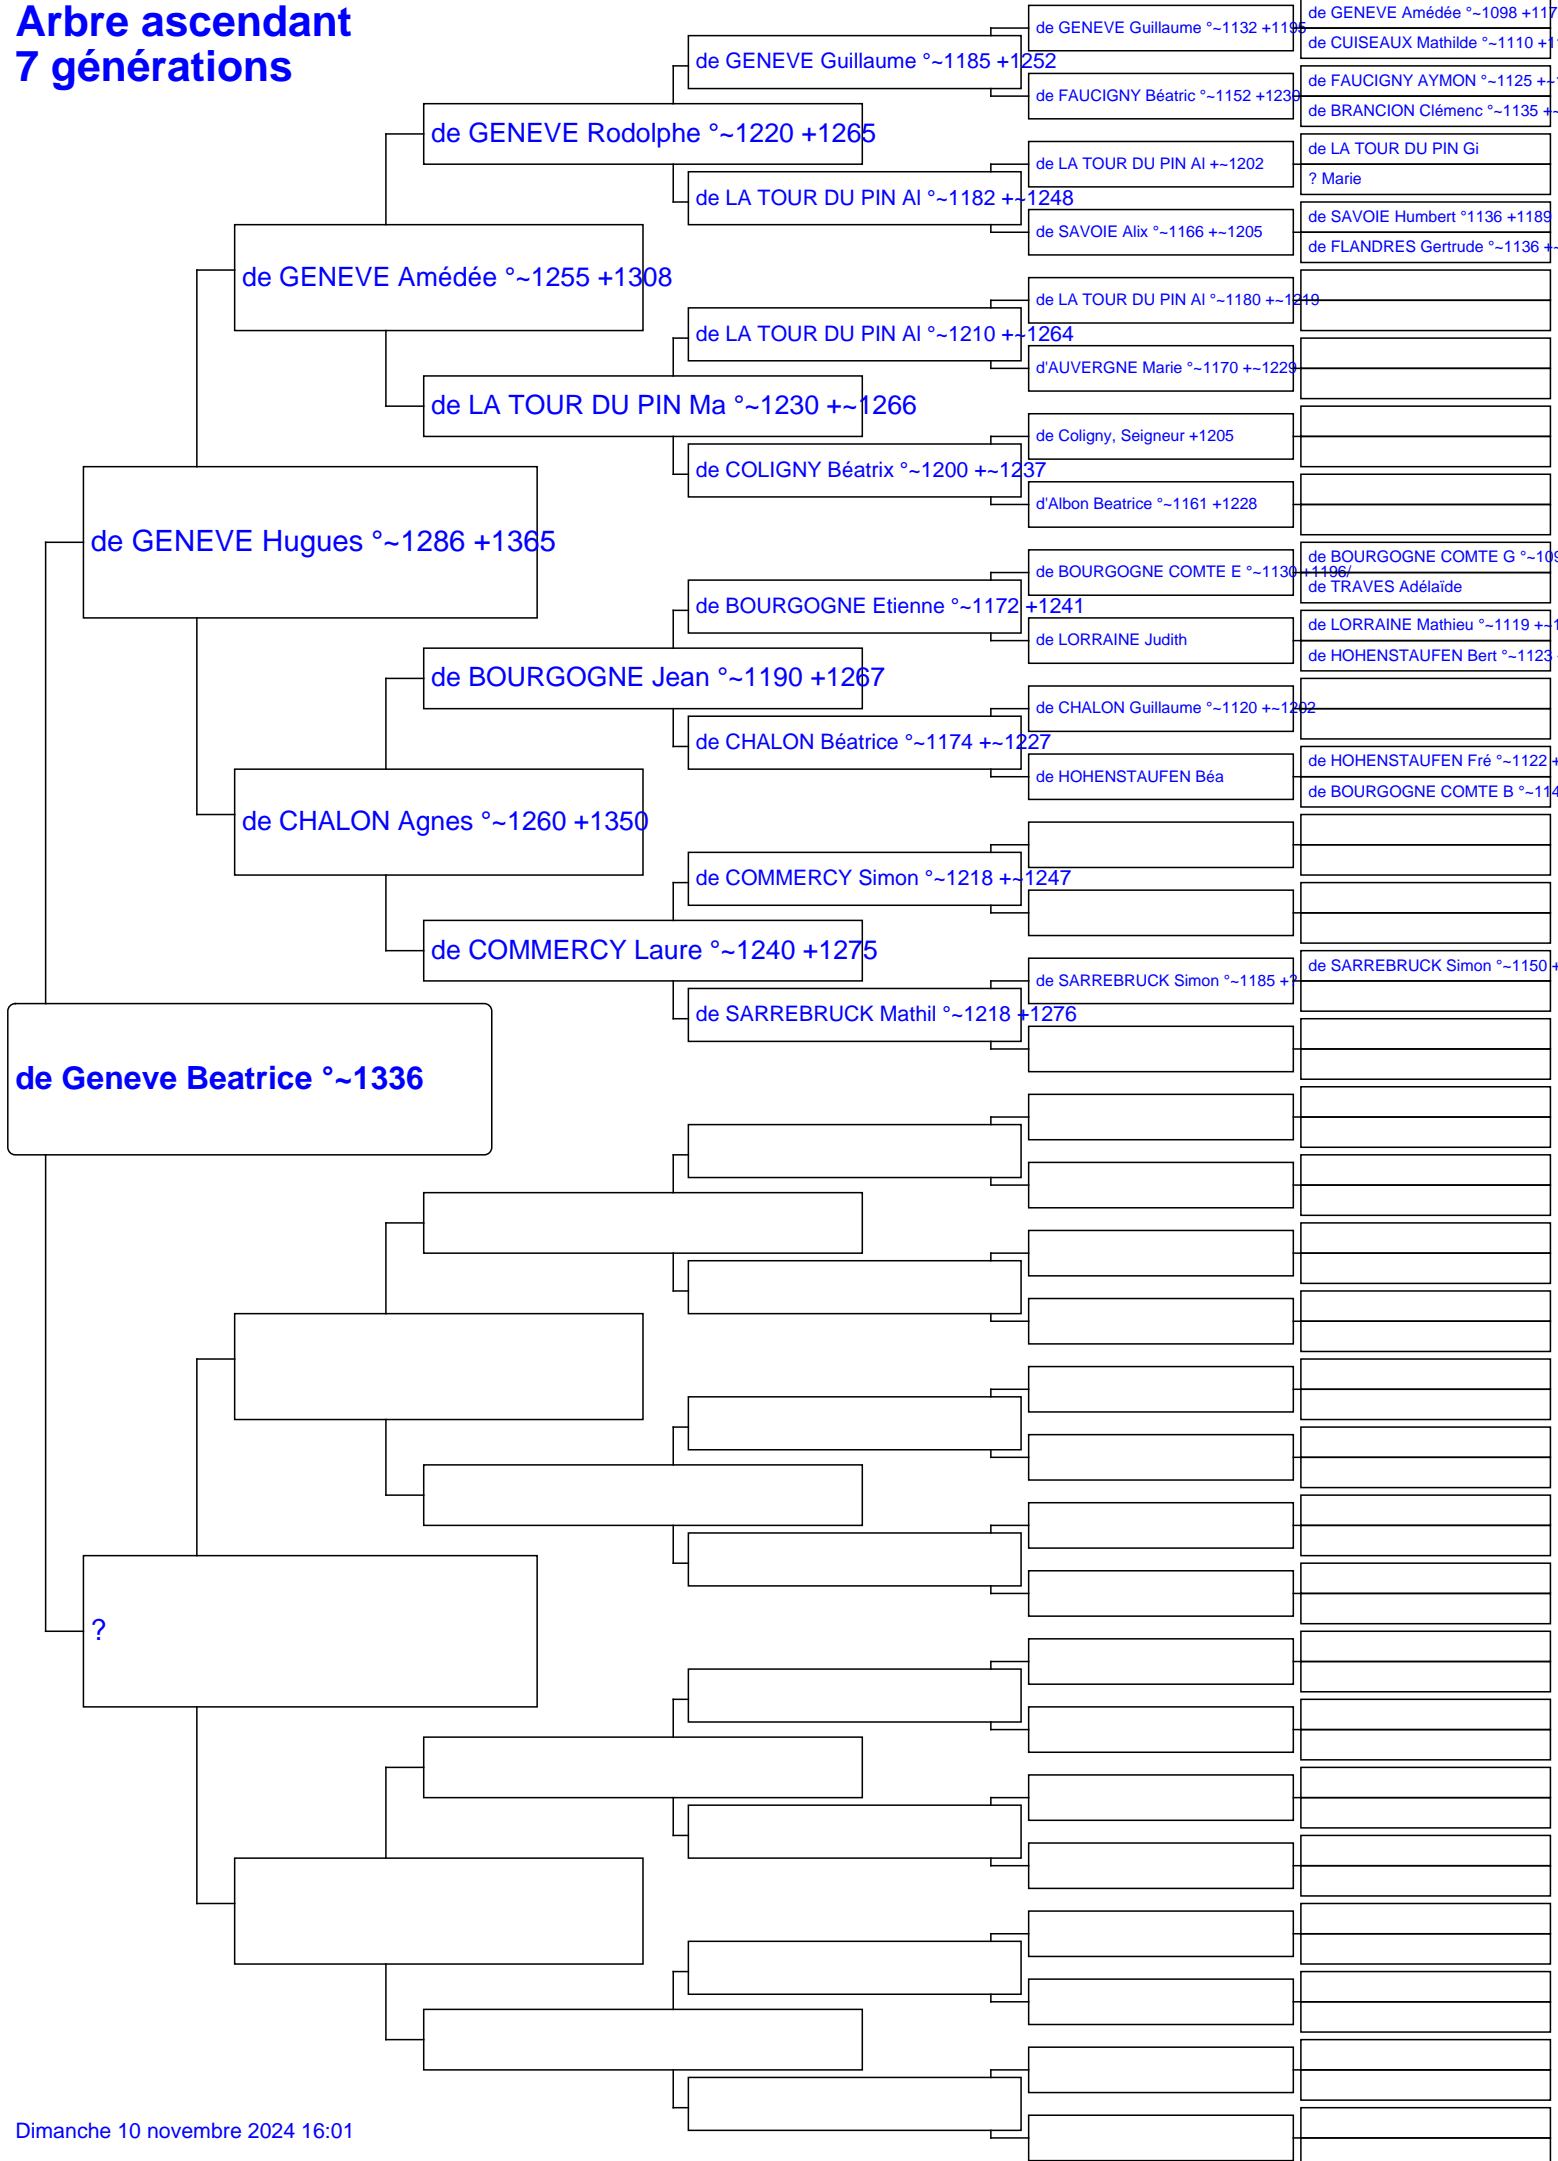 Arbre ascendant
7 générations
de GENEVE Amédée °~1098 +117
de GENEVE Guillaume °~1132 +1195
de CUISEAUX Mathilde °~1110 +1
de GENEVE Guillaume °~1185 +1252
de FAUCIGNY AYMON °~1125 +~
de FAUCIGNY Béatric °~1152 +1230
de BRANCION Clémenc °~1135 +~
de GENEVE Rodolphe °~1220 +1265
de LA TOUR DU PIN Gi
de LA TOUR DU PIN Al +~1202
? Marie
de LA TOUR DU PIN Al °~1182 +~1248
de SAVOIE Humbert °1136 +1189
de SAVOIE Alix °~1166 +~1205
de FLANDRES Gertrude °~1136 +~
de GENEVE Amédée °~1255 +1308
de LA TOUR DU PIN Al °~1180 +~1219
de LA TOUR DU PIN Al °~1210 +~1264
d'AUVERGNE Marie °~1170 +~1229
de LA TOUR DU PIN Ma °~1230 +~1266
de Coligny, Seigneur +1205
de COLIGNY Béatrix °~1200 +~1237
d'Albon Beatrice °~1161 +1228
de GENEVE Hugues °~1286 +1365
de BOURGOGNE COMTE G °~109
de BOURGOGNE COMTE E °~1130 +1196/
de TRAVES Adélaïde
de BOURGOGNE Etienne °~1172 +1241
de LORRAINE Mathieu °~1119 +~1
de LORRAINE Judith
de HOHENSTAUFEN Bert °~1123
de BOURGOGNE Jean °~1190 +1267
de CHALON Guillaume °~1120 +~1202
de CHALON Béatrice °~1174 +~1227
de HOHENSTAUFEN Fré °~1122 +
de HOHENSTAUFEN Béa
de BOURGOGNE COMTE B °~114
de CHALON Agnes °~1260 +1350
de COMMERCY Simon °~1218 +~1247
de COMMERCY Laure °~1240 +1275
de SARREBRUCK Simon °~1150 +
de SARREBRUCK Simon °~1185 +?
de SARREBRUCK Mathil °~1218 +1276
de Geneve Beatrice °~1336
?
Dimanche 10 novembre 2024 16:01